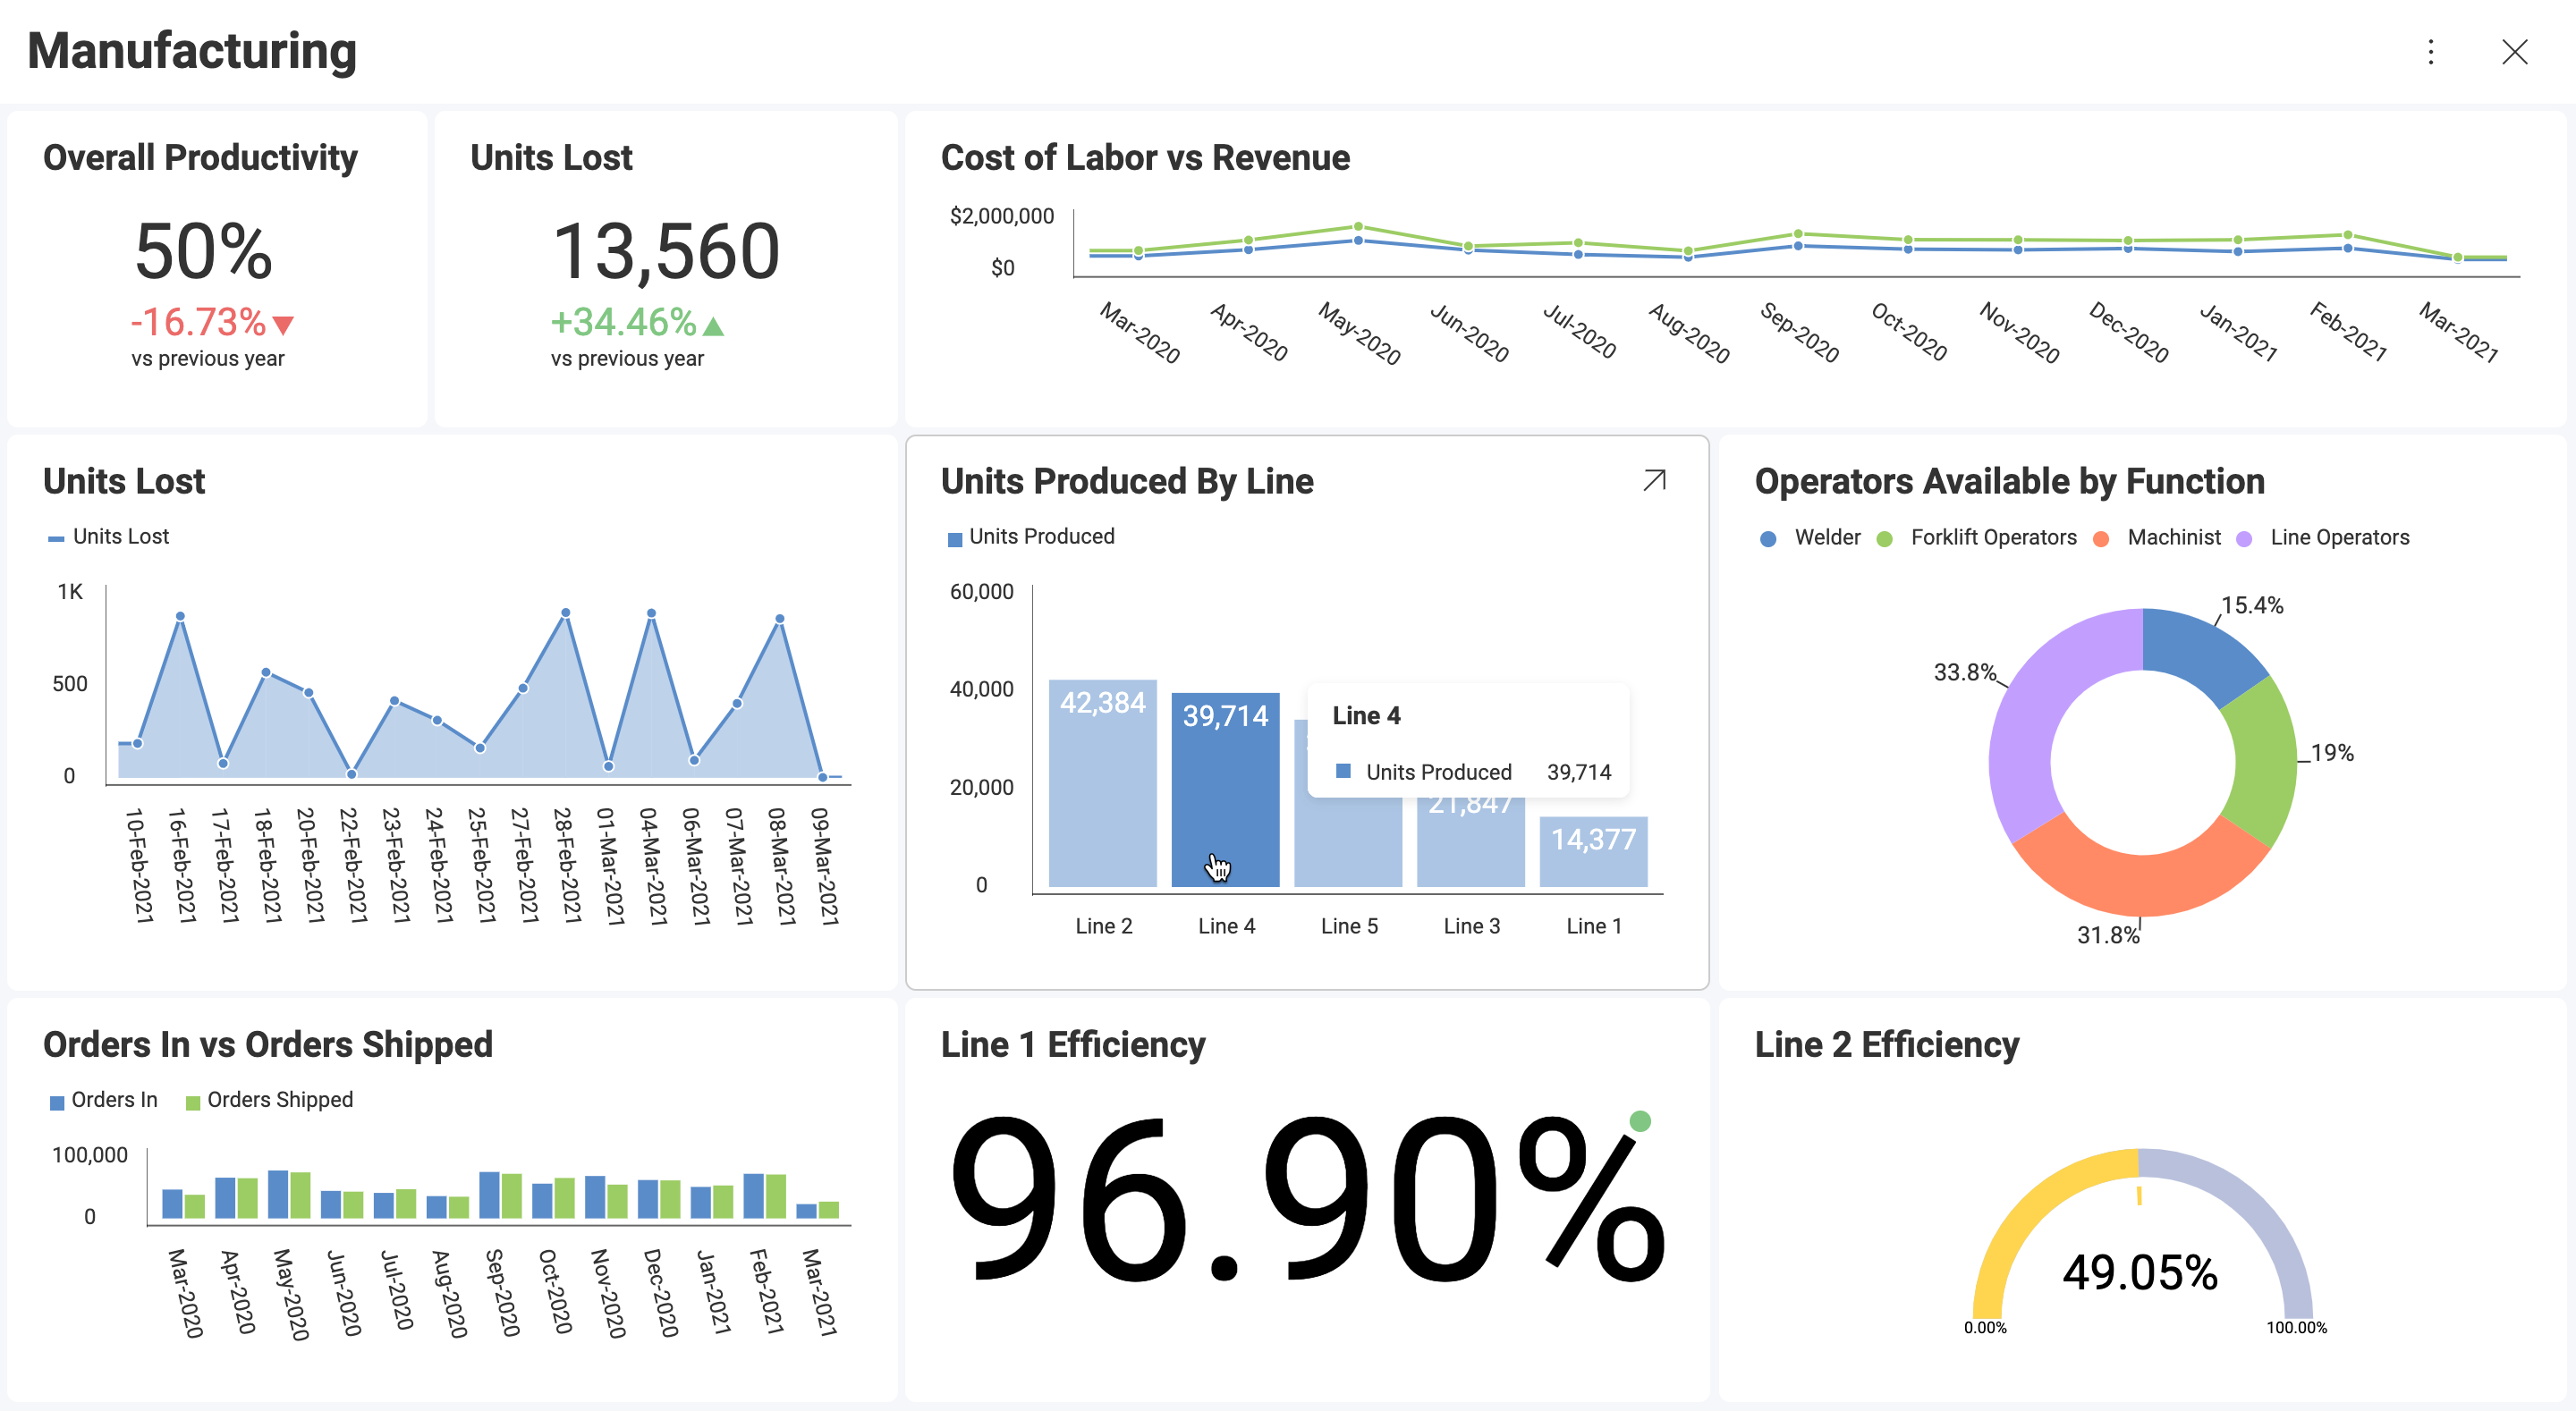 Manufacturing
Overall Productivity
50%
-16.73%
vs previous year
Units Lost
13,560
+34.46%
vs previous year
Cost of Labor vs Revenue
$2,000,000
$0
Mar-2020
Apr-2020
May-2020
Jun-2020
Jul-2020
Aug-2020
Sep-2020
Oct-2020
Nov-2020
Dec-2020
Jan-2021
Feb-2021
Mar-2021
Units Lost
Units Lost
1K
500
0
10-Feb-2021
16-Feb-2021
17-Feb-2021
18-Feb-2021
20-Feb-2021
22-Feb-2021
23-Feb-2021
24-Feb-2021
25-Feb-2021
27-Feb-2021
28-Feb-2021
01-Mar-2021
04-Mar-2021
06-Mar-2021
07-Mar-2021
08-Mar-2021
09-Mar-2021
Units Produced By Line
Units Produced
60,000
40,000
20,000
0
42,384
39,714
21,847
14,377
Line 4
Units Produced 39,714
Line 2
Line 4
Line 5
Line 3
Line 1
Operators Available by Function
Welder Forklift Operators Machinist Line Operators
15.4%
19%
31.8%
33.8%
Orders In vs Orders Shipped
Orders In Orders Shipped
100,000
0
Mar-2020
Apr-2020
May-2020
Jun-2020
Jul-2020
Aug-2020
Sep-2020
Oct-2020
Nov-2020
Dec-2020
Jan-2021
Feb-2021
Mar-2021
Line 1 Efficiency
96.90%
Line 2 Efficiency
49.05%
0.00%
100.00%